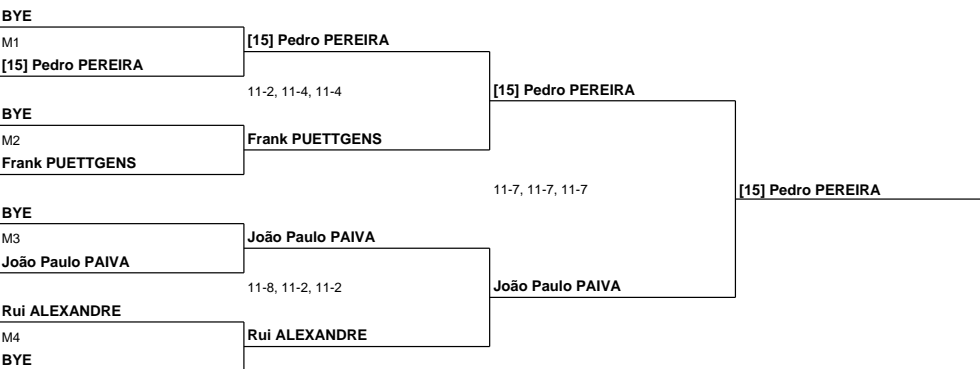 BYE
M1
[15] Pedro PEREIRA
[15] Pedro PEREIRA
11-2, 11-4, 11-4
[15] Pedro PEREIRA
BYE
M2
Frank PUETTGENS
Frank PUETTGENS
11-7, 11-7, 11-7
[15] Pedro PEREIRA
BYE
M3
João Paulo PAIVA
João Paulo PAIVA
11-8, 11-2, 11-2
João Paulo PAIVA
Rui ALEXANDRE
M4
Rui ALEXANDRE
BYE